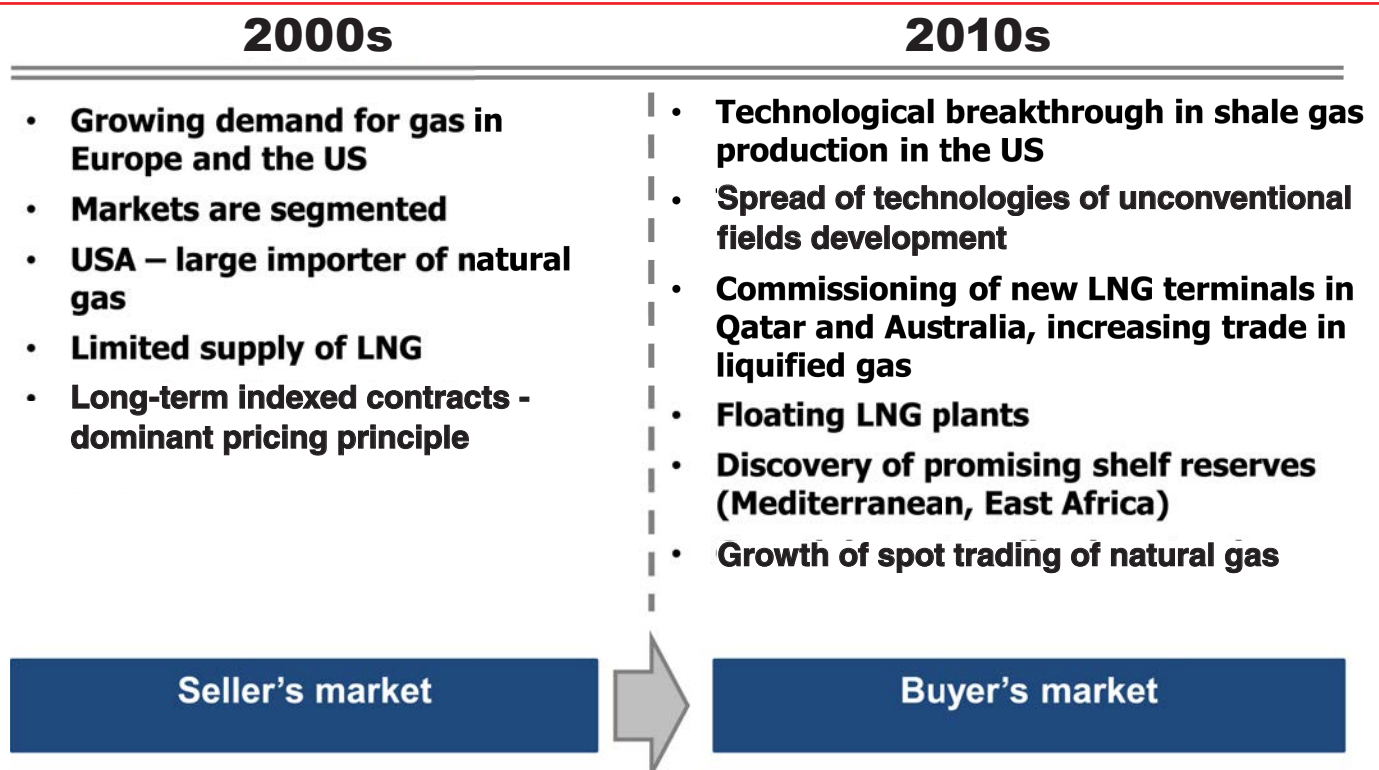 2000s
• Growing demand for gas in
Europe and the US
• Markets are segmented
• USA – large importer of natural
gas
• Limited supply of LNG
• Long-term indexed contracts -
dominant pricing principle
Seller’s market
2010s
• Technological breakthrough in shale gas
production in the US
• Spread of technologies of unconventional
fields development
• Commissioning of new LNG terminals in
Qatar and Australia, increasing trade in
liquified gas
• Floating LNG plants
• Discovery of promising shelf reserves
(Mediterranean, East Africa)
• Growth of spot trading of natural gas
Buyer’s market